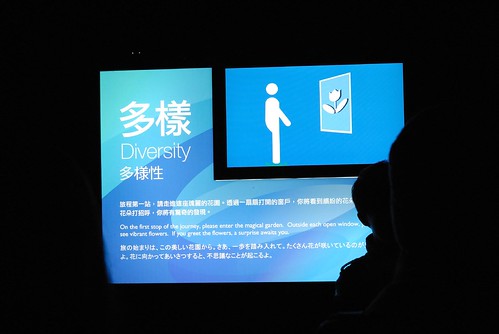 多樣
Diversity
多様性
旅程第一站，請走進這座瑰麗的花園。透過一扇扇打開的窗戶，你將看到繽紛的花
花朵打招呼，你將有驚奇的發現。
On the first stop of the journey, please enter the magical garden. Outside each open window,
see vibrant flowers. If you greet the flowers, a surprise awaits you.
旅の始まりは、この美しい花園から。さあ、一歩を踏み入れて。たくさん花が咲いているのが
よ。花に向かってあいさつすると、不思議なことが起こるよ。